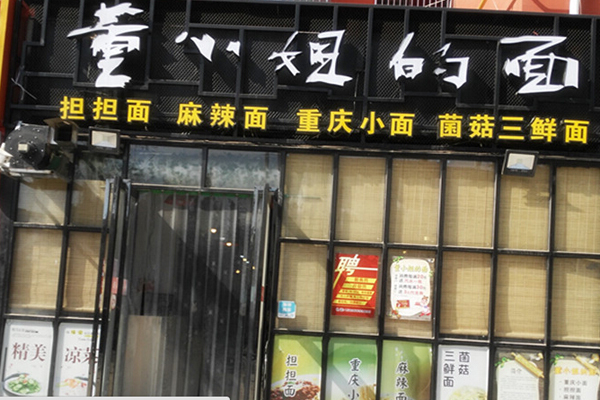 董小姐的面
担担面 麻辣面 重庆小面 菌菇三鲜面
聘
精美
凉菜
担担面
重庆小
麻辣面
菌菇
三鲜面